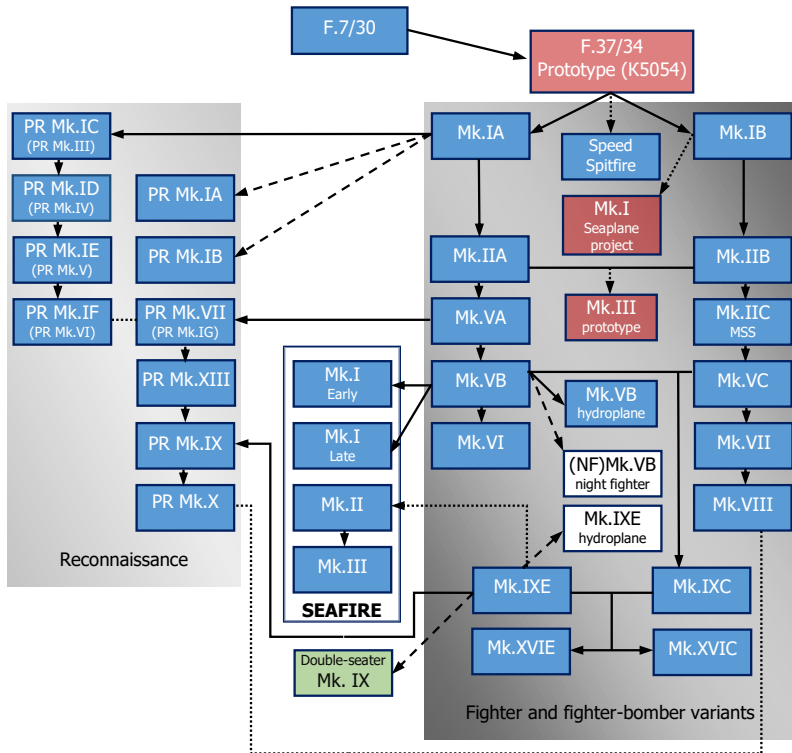 F.7/30
F.37/34
Prototype (K5054)
PR Mk.IC
(PR Mk.III)
Mk.IA
Speed
Spitfire
Mk.IB
PR Mk.ID
(PR Mk.IV)
PR Mk.IA
Mk.I
Seaplane
project
PR Mk.IE
(PR Mk.V)
PR Mk.IB
Mk.IIA
Mk.IIB
PR Mk.IF
(PR Mk.VI)
PR Mk.VII
(PR Mk.IG)
Mk.VA
Mk.III
prototype
Mk.IIC
MSS
PR Mk.XIII
Mk.I
Early
Mk.VB
Mk.VB
hydroplane
Mk.VC
PR Mk.IX
Mk.I
Late
Mk.VI
(NF)Mk.VB
night fighter
Mk.VII
PR Mk.X
Mk.II
Mk.IXE
hydroplane
Mk.VIII
Reconnaissance
Mk.III
SEAFIRE
Mk.IXE
Mk.IXC
Double-seater
Mk. IX
Mk.XVIE
Mk.XVIC
Fighter and fighter-bomber variants